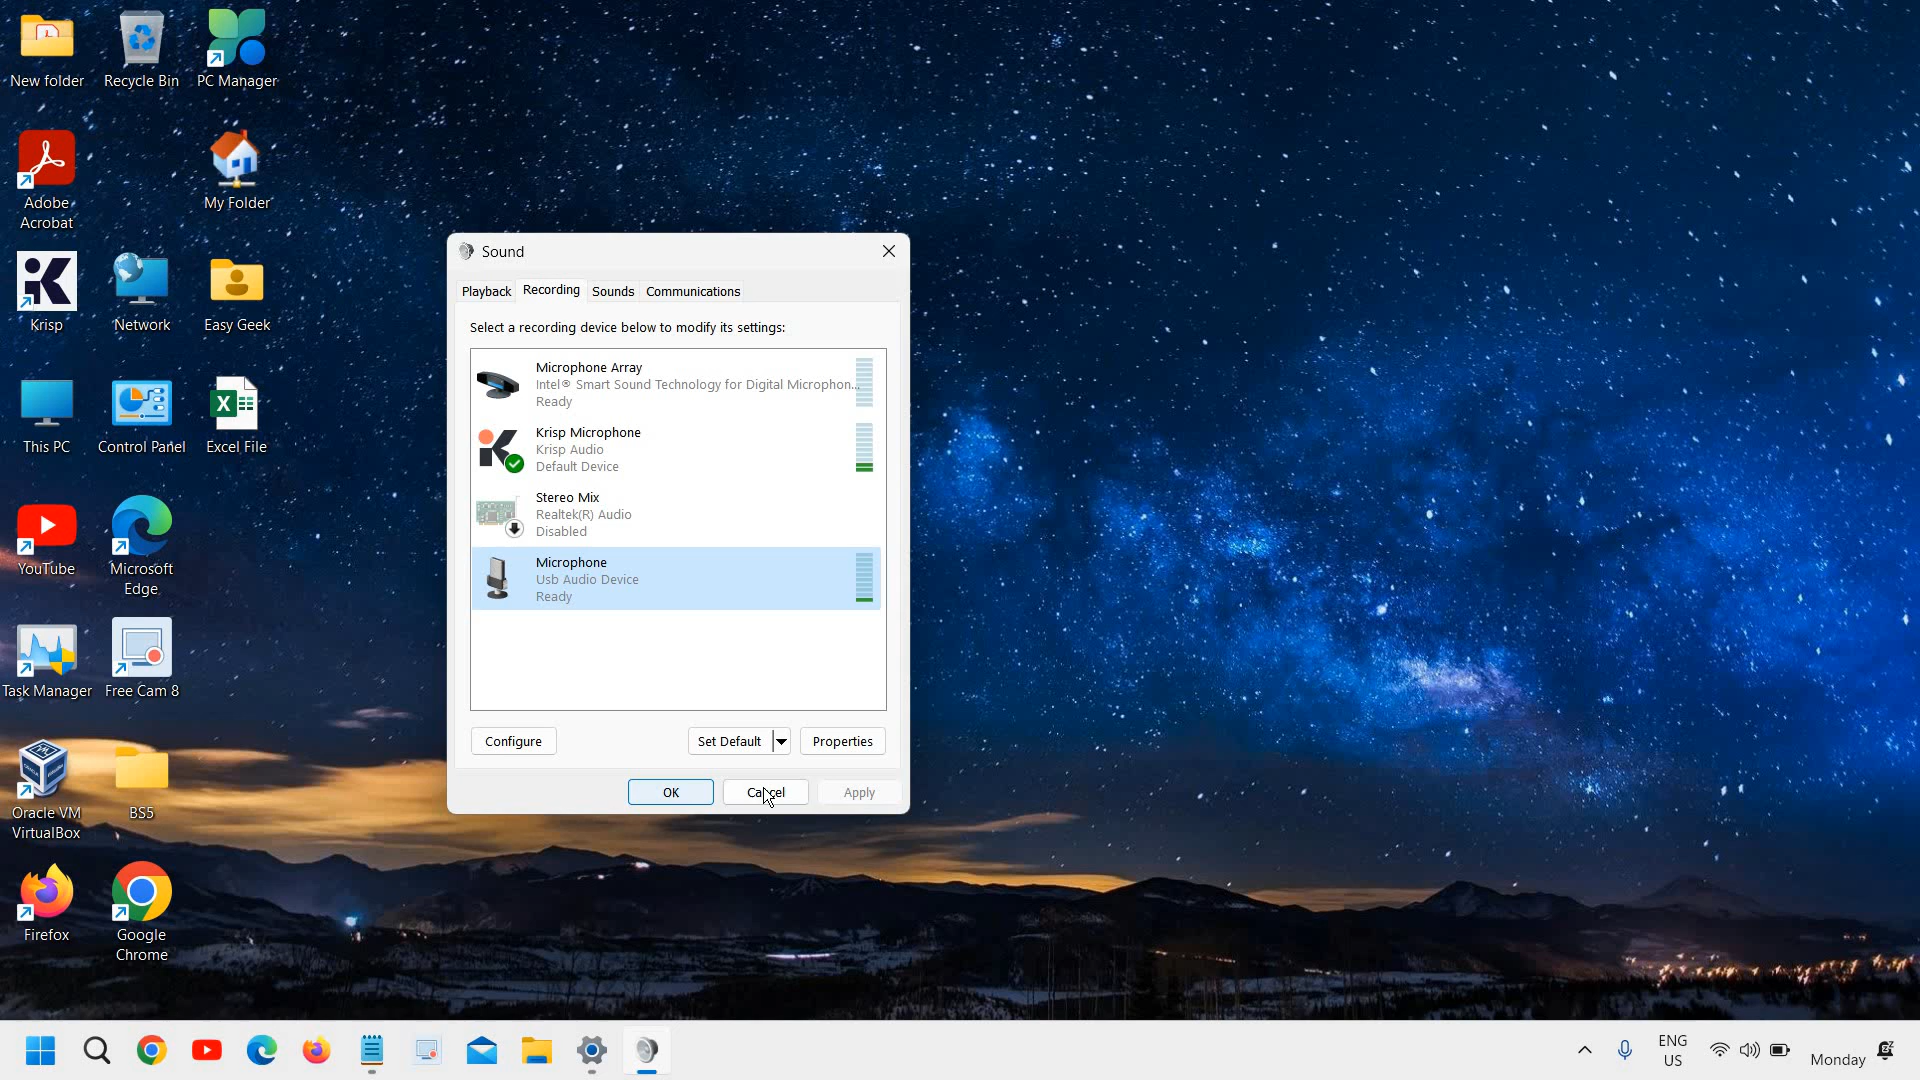 New folder
Recycle Bin
PC Manager
Adobe
Acrobat
My Folder
Krisp
Network
Easy Geek
This PC
Control Panel
Excel File
YouTube
Microsoft
Edge
Task Manager
Free Cam 8
Oracle VM
VirtualBox
BS5
Firefox
Google
Chrome
Sound
Playback
Recording
Sounds
Communications
Select a recording device below to modify its settings:
Microphone Array
Intel® Smart Sound Technology for Digital Microphon...
Ready
Krisp Microphone
Krisp Audio
Default Device
Stereo Mix
Realtek(R) Audio
Disabled
Microphone
Usb Audio Device
Ready
Configure
Set Default
Properties
OK
Cancel
Apply
ENG
US
Monday